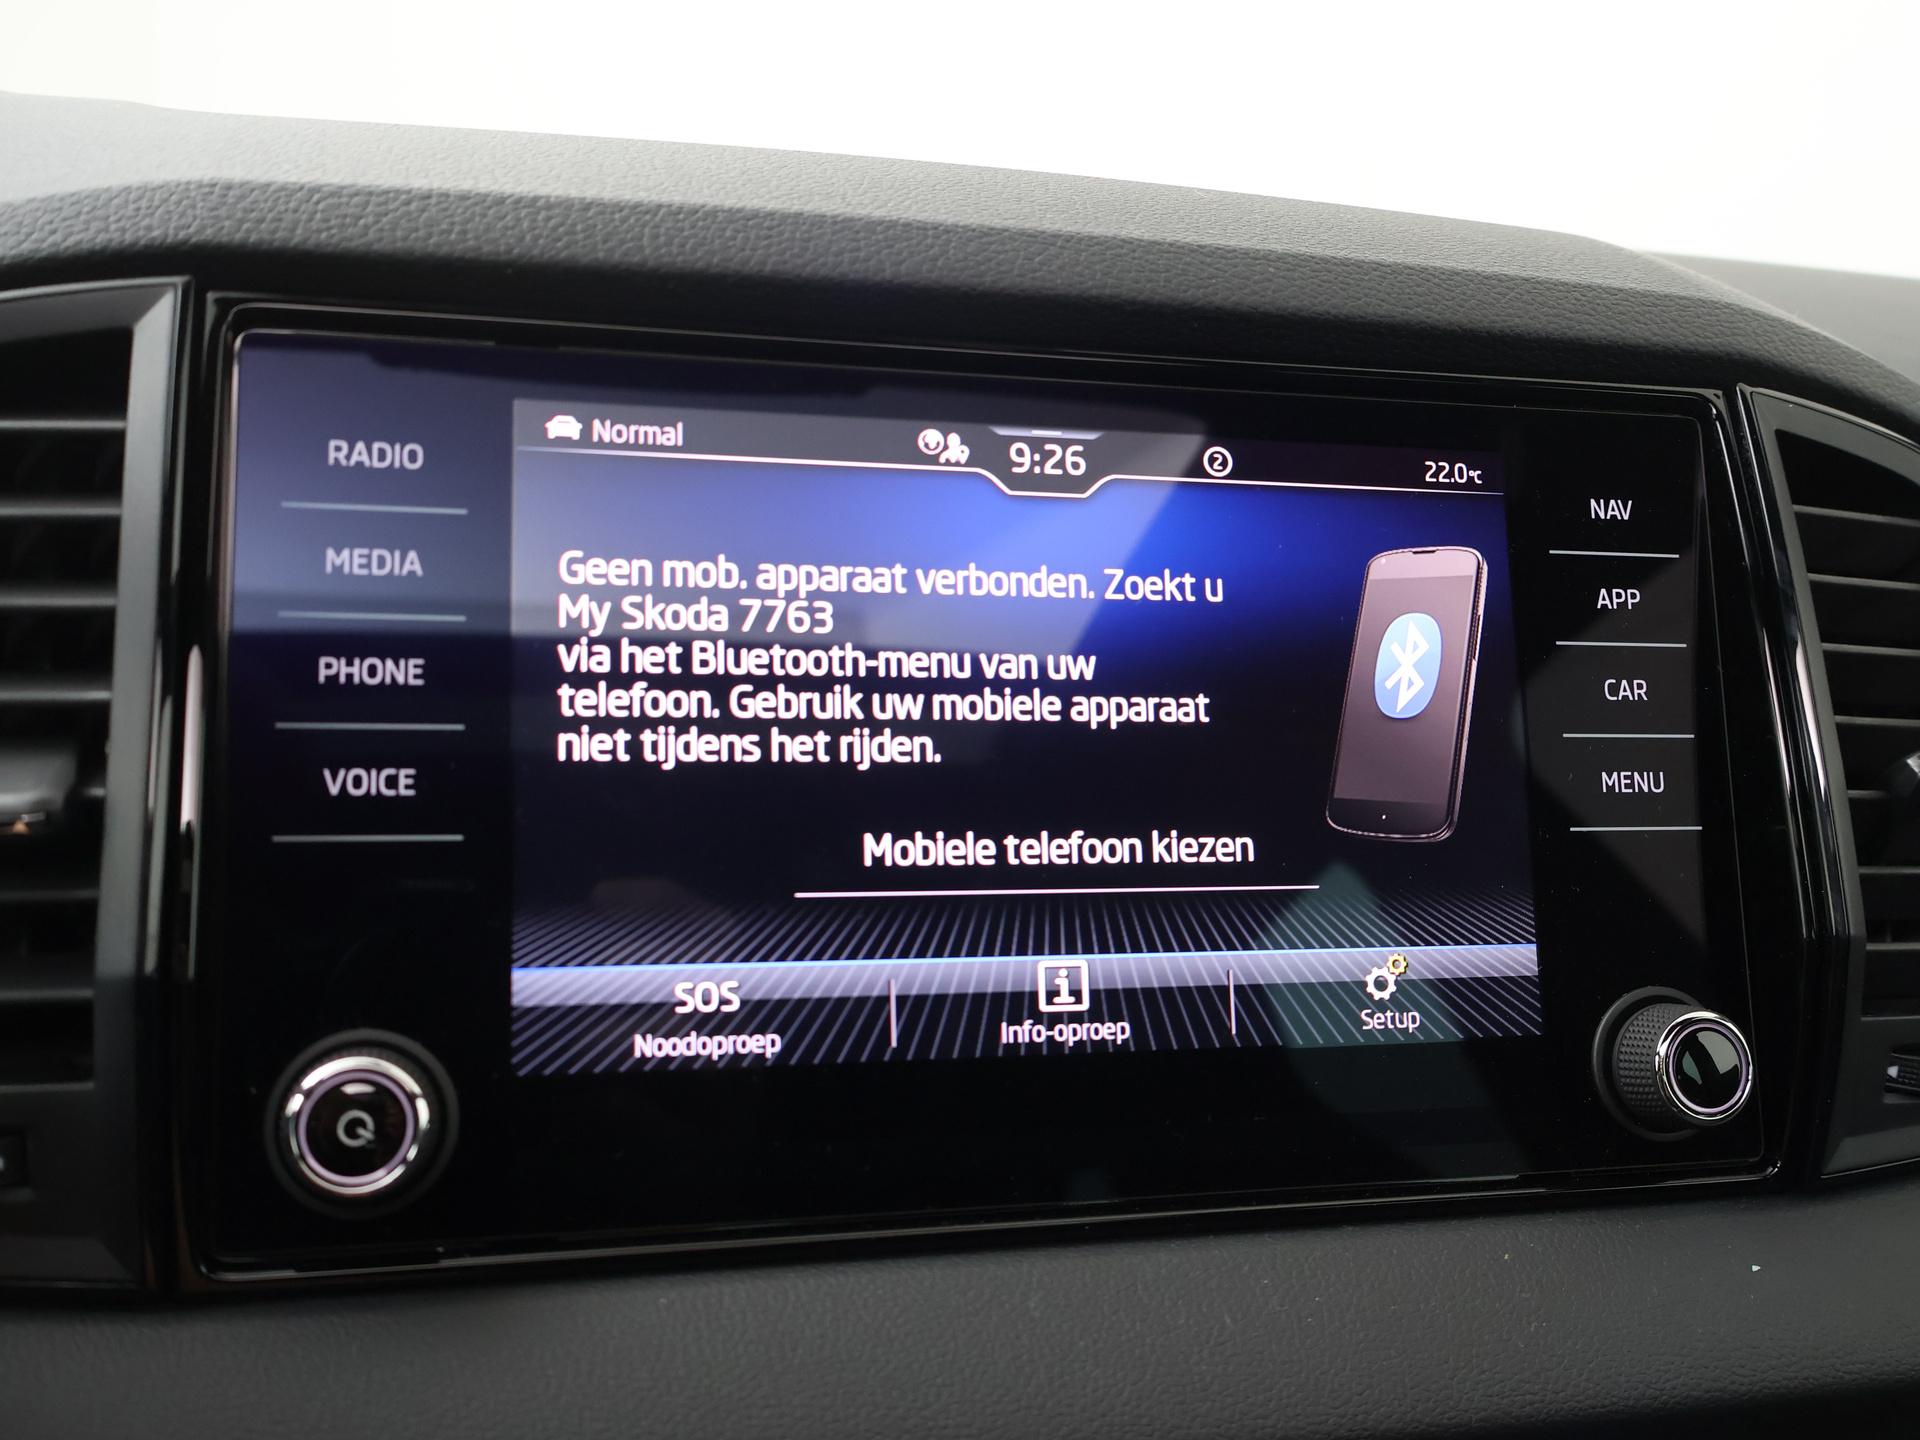 RADIO
MEDIA
PHONE
VOICE
Normal
9:26
2
22.0°C
Geen mob. apparaat verbonden. Zoekt u
My Skoda 7763
via het Bluetooth-menu van uw
telefoon. Gebruik uw mobiele apparaat
niet tijdens het rijden.
Mobiele telefoon kiezen
SOS
Noodoproep
i
Info-oproep
Setup
NAV
APP
CAR
MENU